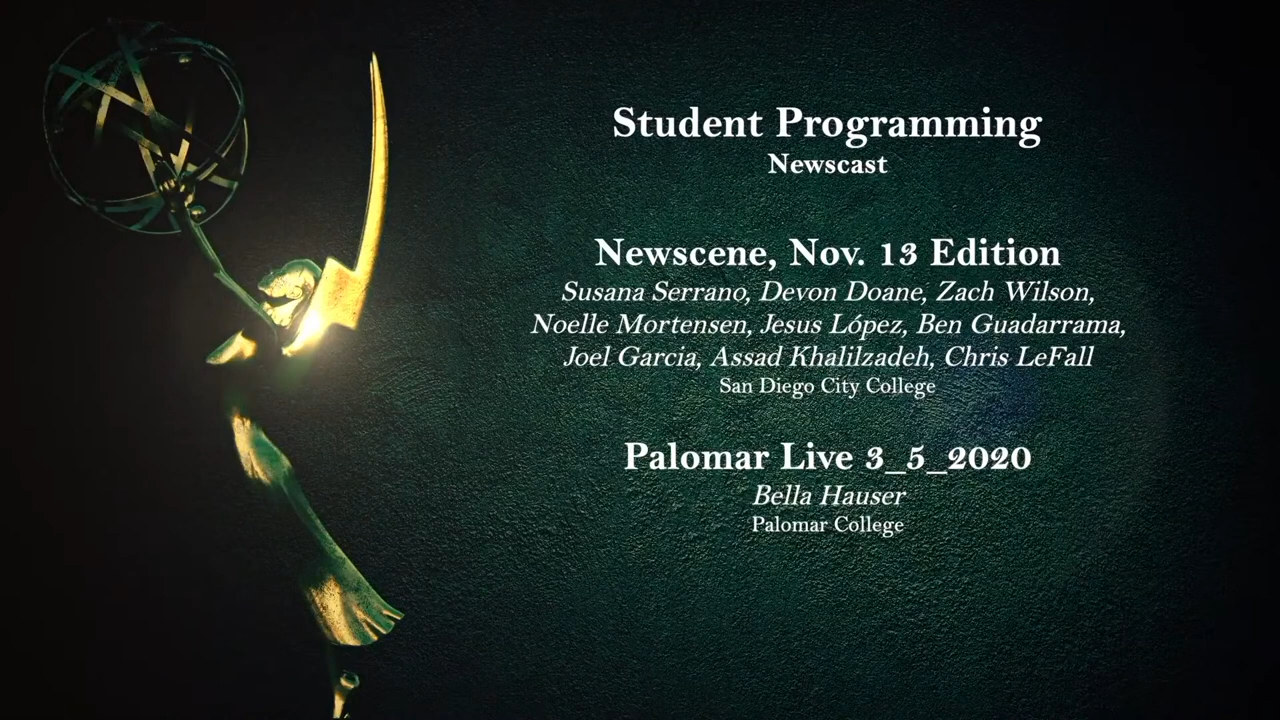 Student Programming
Newscast
Newscene, Nov. 13 Edition
Susana Serrano, Devon Doane, Zach Wilson,
Noelle Mortensen, Jesus López, Ben Guadarrama,
Joel Garcia, Assad Khalilzadeh, Chris LeFall
San Diego City College
Palomar Live 3_5_2020
Bella Hauser
Palomar College